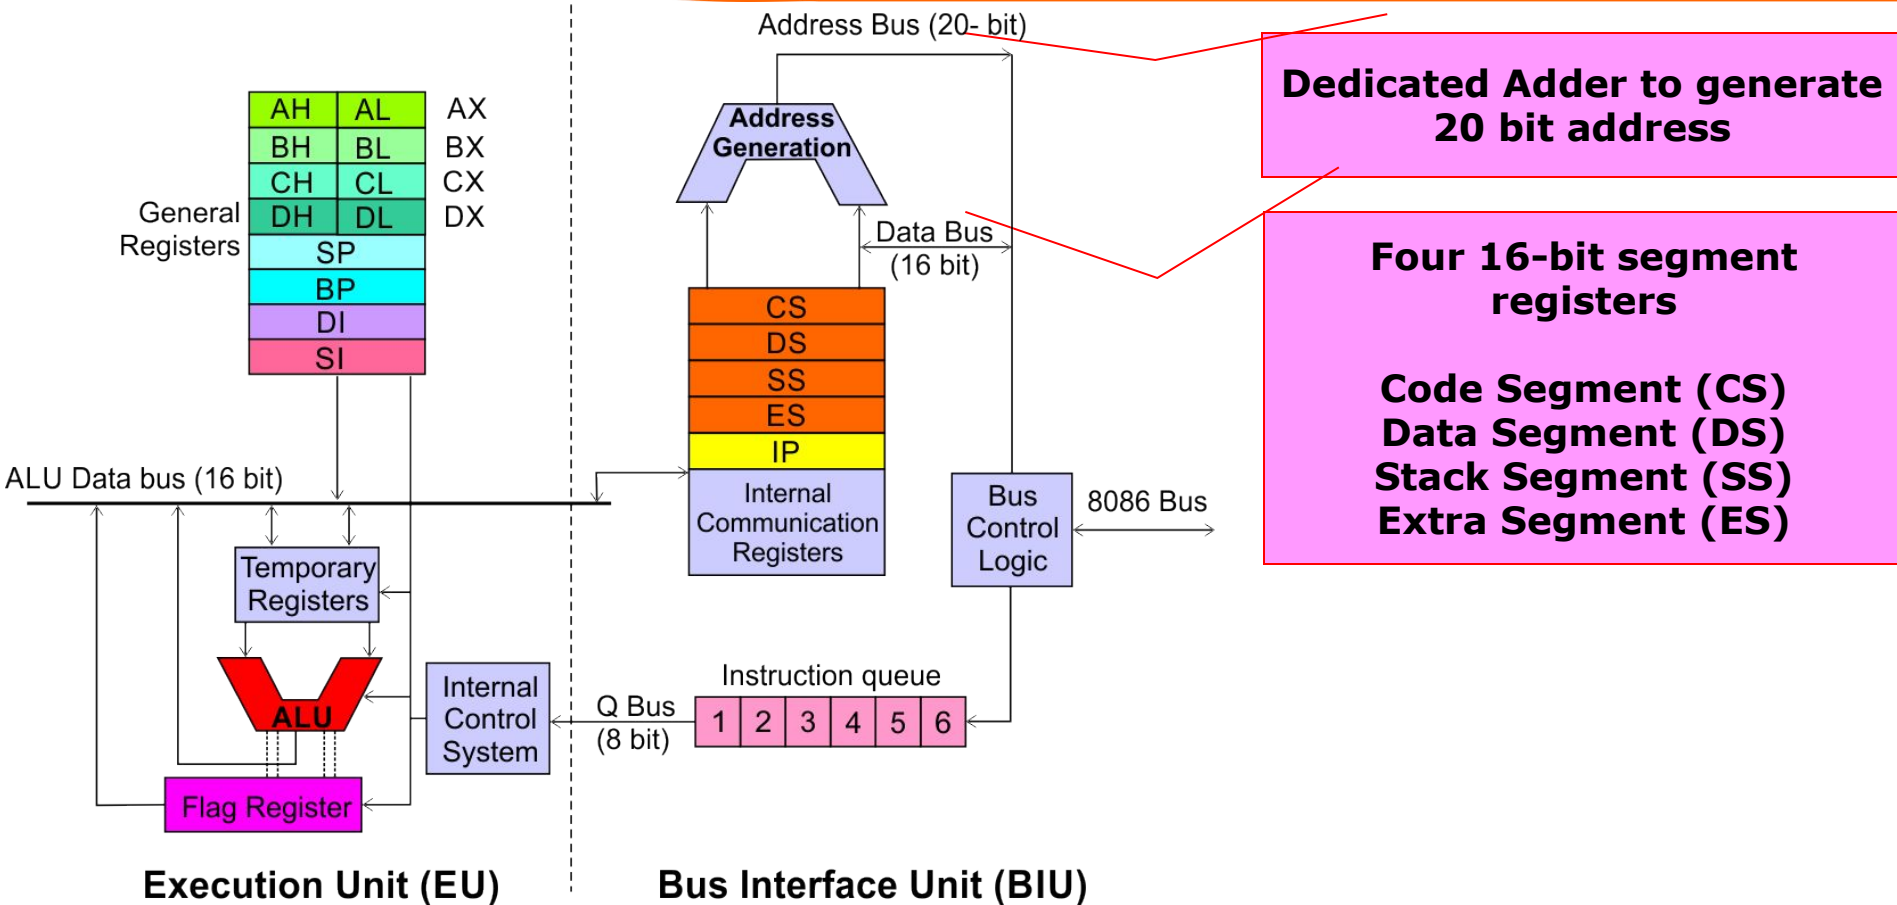 Address Bus (20- bit)
Dedicated Adder to generate
20 bit address
AH AL AX
BH BL BX
CH CL CX
DH DL DX
General
Registers
SP
BP
DI
SI
Address
Generation
Data Bus
(16 bit)
CS
DS
SS
ES
IP
Internal
Communication
Registers
Four 16-bit segment
registers
Code Segment (CS)
Data Segment (DS)
Stack Segment (SS)
Extra Segment (ES)
ALU Data bus (16 bit)
Bus
Control
Logic
8086 Bus
Temporary
Registers
ALU
Internal
Control
System
Q Bus
(8 bit)
Instruction queue
1 2 3 4 5 6
Flag Register
Execution Unit (EU)
Bus Interface Unit (BIU)